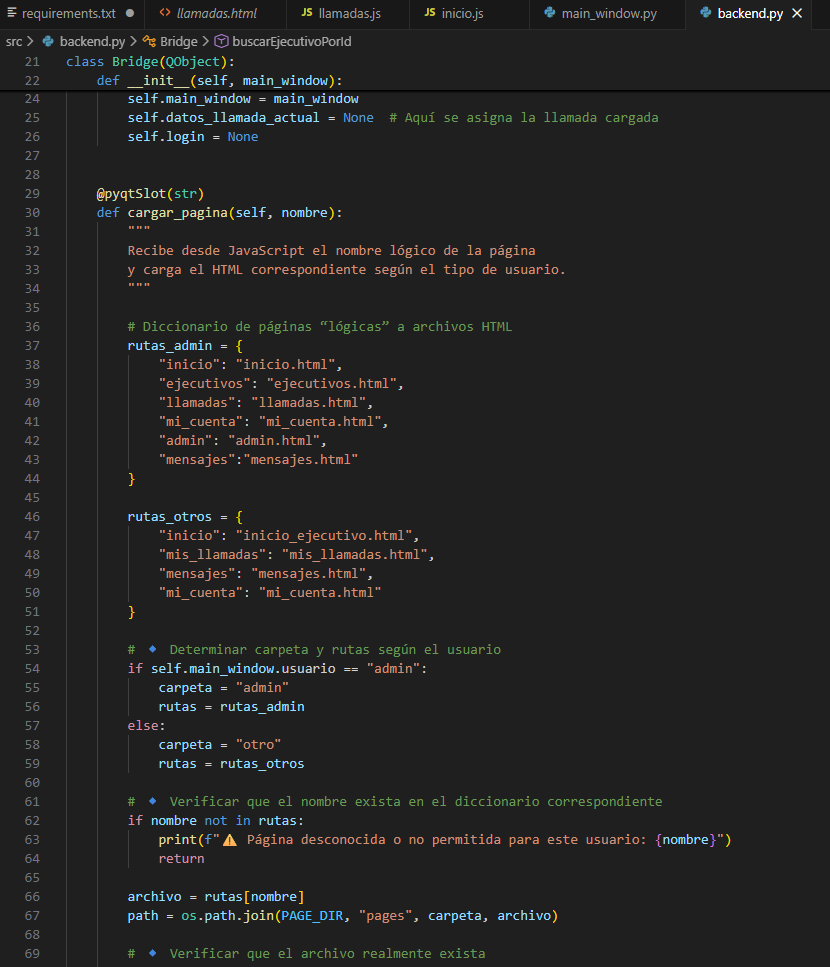 requirements.txt ● <> llamadas.html JS llamadas.js JS inicio.js main_window.py backend.py ×
src > backend.py > Bridge > buscarEjecutivoPorId
21 class Bridge(QObject):
22     def __init__(self, main_window):
24         self.main_window = main_window
25         self.datos_llamada_actual = None  # Aquí se asigna la llamada cargada
26         self.login = None
27
28
29     @pyqtSlot(str)
30     def cargar_pagina(self, nombre):
31         """
32         Recibe desde JavaScript el nombre lógico de la página
33         y carga el HTML correspondiente según el tipo de usuario.
34         """
35
36         # Diccionario de páginas “lógicas” a archivos HTML
37         rutas_admin = {
38             "inicio": "inicio.html",
39             "ejecutivos": "ejecutivos.html",
40             "llamadas": "llamadas.html",
41             "mi_cuenta": "mi_cuenta.html",
42             "admin": "admin.html",
43             "mensajes":"mensajes.html"
44         }
45
46         rutas_otros = {
47             "inicio": "inicio_ejecutivo.html",
48             "mis_llamadas": "mis_llamadas.html",
49             "mensajes": "mensajes.html",
50             "mi_cuenta": "mi_cuenta.html"
51         }
52
53         # 🔹 Determinar carpeta y rutas según el usuario
54         if self.main_window.usuario == "admin":
55             carpeta = "admin"
56             rutas = rutas_admin
57         else:
58             carpeta = "otro"
59             rutas = rutas_otros
60
61         # 🔹 Verificar que el nombre exista en el diccionario correspondiente
62         if nombre not in rutas:
63             print(f"⚠️ Página desconocida o no permitida para este usuario: {nombre}")
64             return
65
66         archivo = rutas[nombre]
67         path = os.path.join(PAGE_DIR, "pages", carpeta, archivo)
68
69         # 🔹 Verificar que el archivo realmente exista